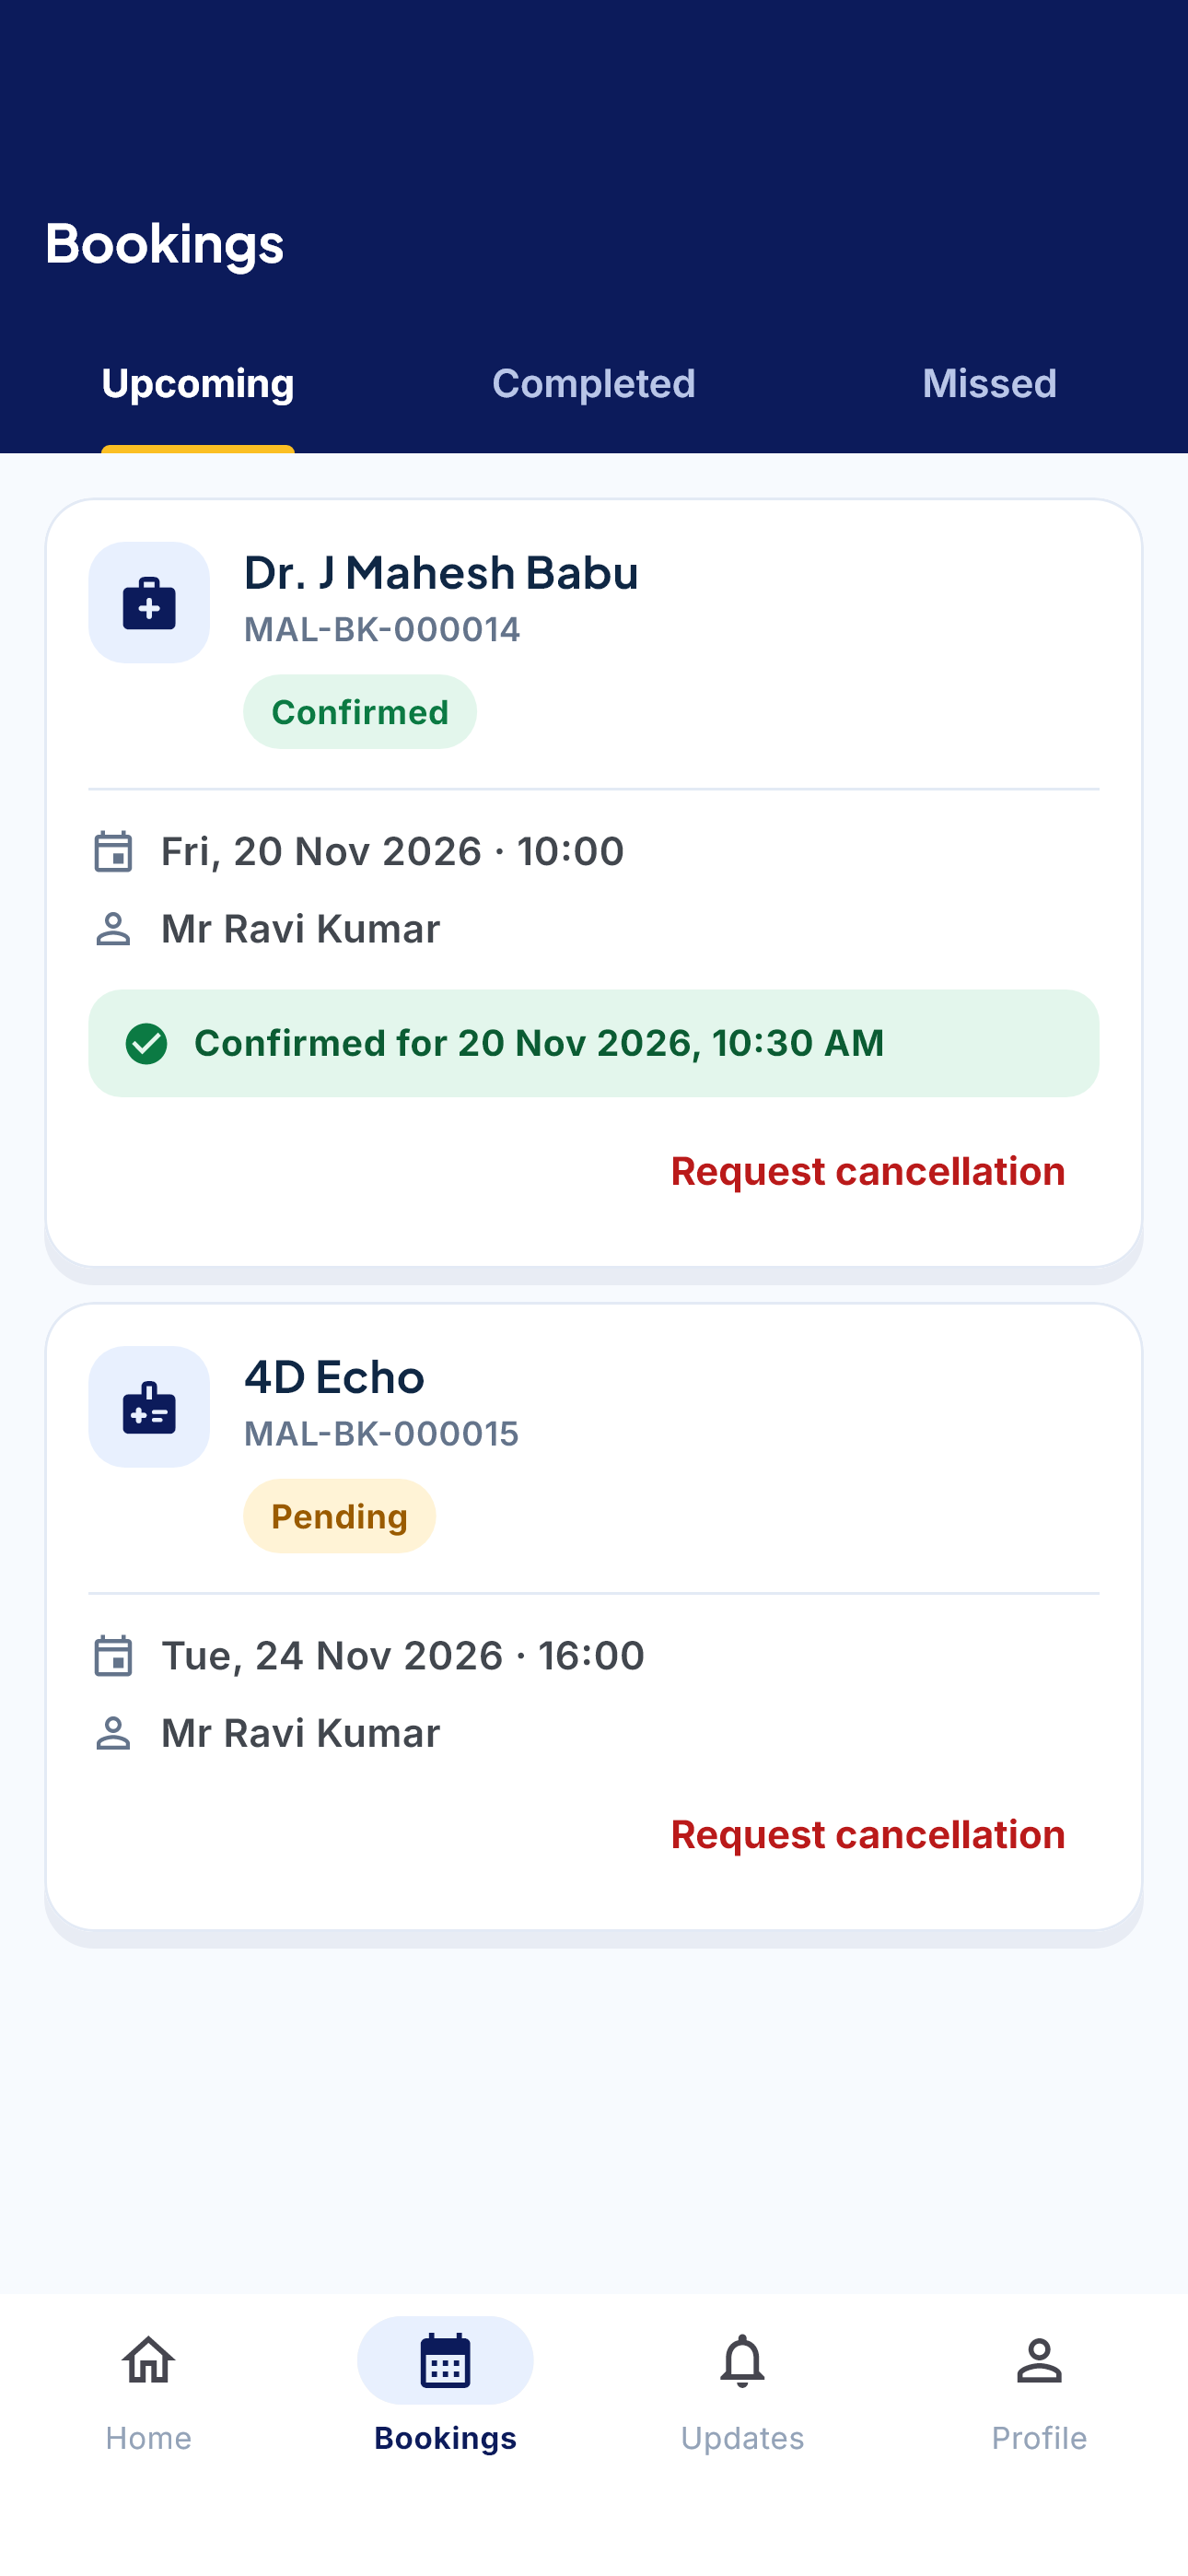 Bookings
Upcoming
Completed
Missed
Dr. J Mahesh Babu
MAL-BK-000014
Confirmed
Fri, 20 Nov 2026 · 10:00
Mr Ravi Kumar
Confirmed for 20 Nov 2026, 10:30 AM
Request cancellation
4D Echo
MAL-BK-000015
Pending
Tue, 24 Nov 2026 · 16:00
Mr Ravi Kumar
Request cancellation
Home
Bookings
Updates
Profile